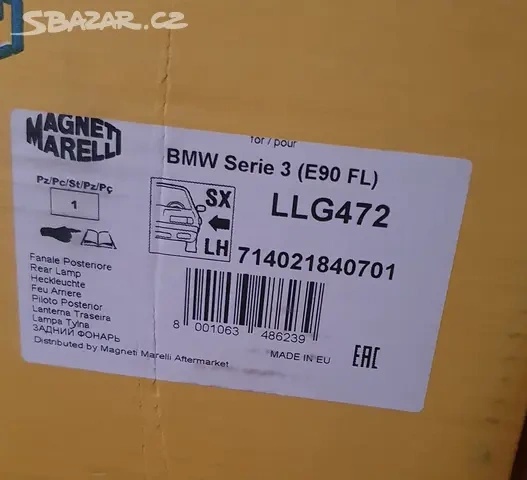 SBAZAR.CZ
MAGNETI
MARELLI
for / pour
BMW Serie 3 (E90 FL)
Pz/Pc/St/Pz/Pç
1
SX
LH
LLG472
714021840701
Fanale Posteriore
Rear Lamp
Heckleuchte
Feu Arriere
Piloto Posterior
Lanterna Traseira
Lampa Tylna
ЗАДНИЙ ФОНАРЬ
Distributed by Magneti Marelli Aftermarket
8 001063 486239
MADE IN EU
EAC